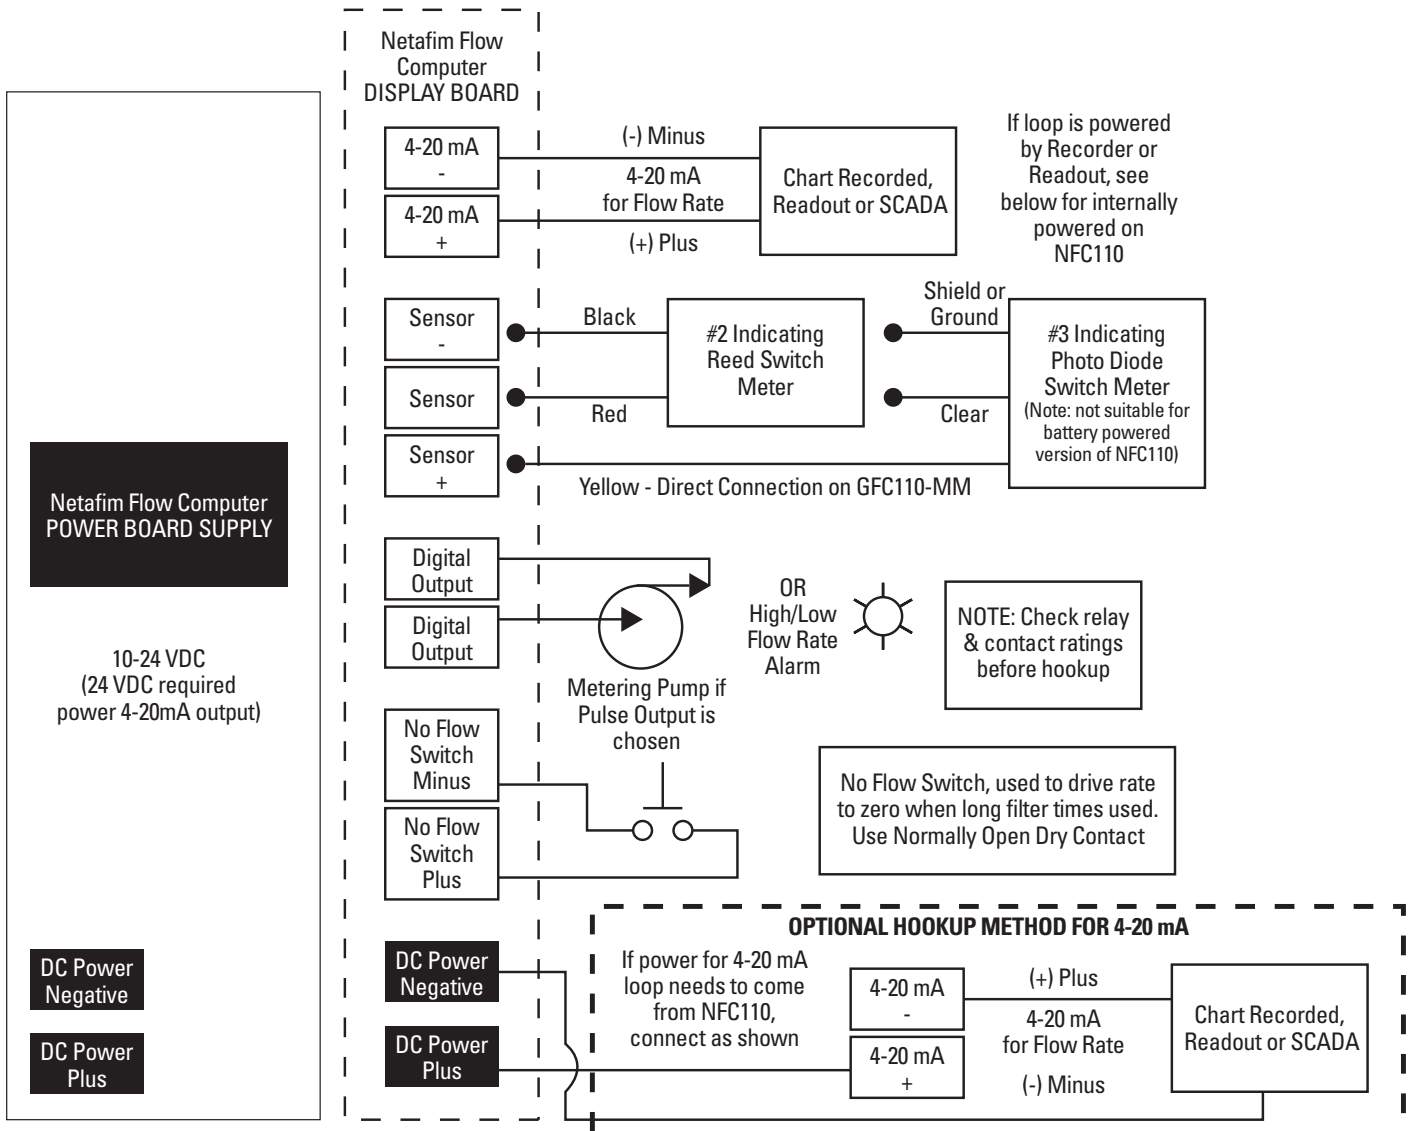 Netafim Flow
Computer
DISPLAY BOARD
4-20 mA
-
4-20 mA
+
(-) Minus
4-20 mA
for Flow Rate
(+) Plus
Chart Recorded,
Readout or SCADA
If loop is powered
by Recorder or
Readout, see
below for internally
powered on
NFC110
Sensor
-
Sensor
Sensor
+
Black
Red
#2 Indicating
Reed Switch
Meter
Shield or
Ground
Clear
#3 Indicating
Photo Diode
Switch Meter
(Note: not suitable for
battery powered
version of NFC110)
Yellow - Direct Connection on GFC110-MM
Netafim Flow Computer
POWER BOARD SUPPLY
10-24 VDC
(24 VDC required
power 4-20mA output)
Digital
Output
Digital
Output
Metering Pump if
Pulse Output is
chosen
OR
High/Low
Flow Rate
Alarm
NOTE: Check relay
& contact ratings
before hookup
No Flow
Switch
Minus
No Flow
Switch
Plus
No Flow Switch, used to drive rate
to zero when long filter times used.
Use Normally Open Dry Contact
DC Power
Negative
DC Power
Plus
DC Power
Negative
DC Power
Plus
OPTIONAL HOOKUP METHOD FOR 4-20 mA
If power for 4-20 mA
loop needs to come
from NFC110,
connect as shown
4-20 mA
-
4-20 mA
+
(+) Plus
4-20 mA
for Flow Rate
(-) Minus
Chart Recorded,
Readout or SCADA